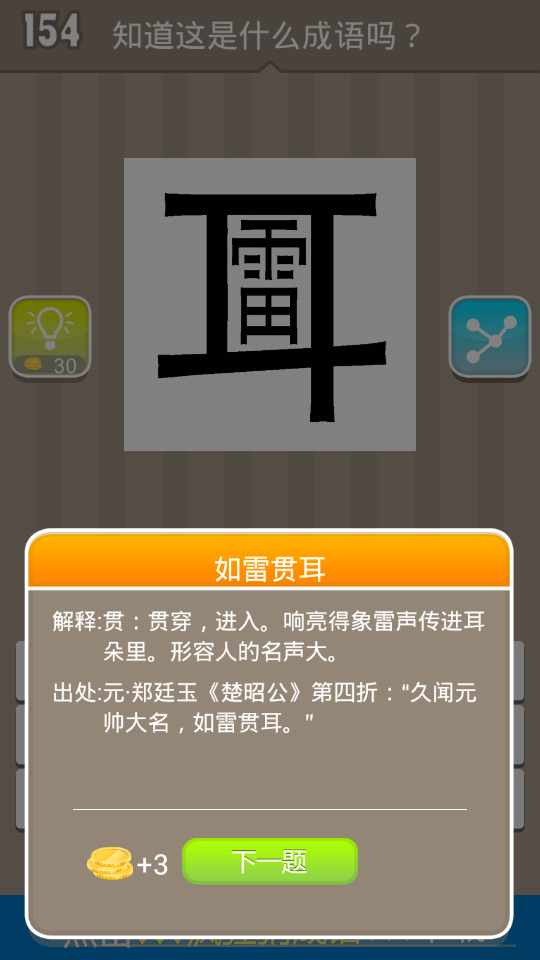 154 知道这是什么成语吗？
耳
雷
30
如雷贯耳
解释:贯：贯穿，进入。响亮得象雷声传进耳
朵里。形容人的名声大。
出处:元·郑廷玉《楚昭公》第四折：“久闻元
帅大名，如雷贯耳。”
+3 下一题